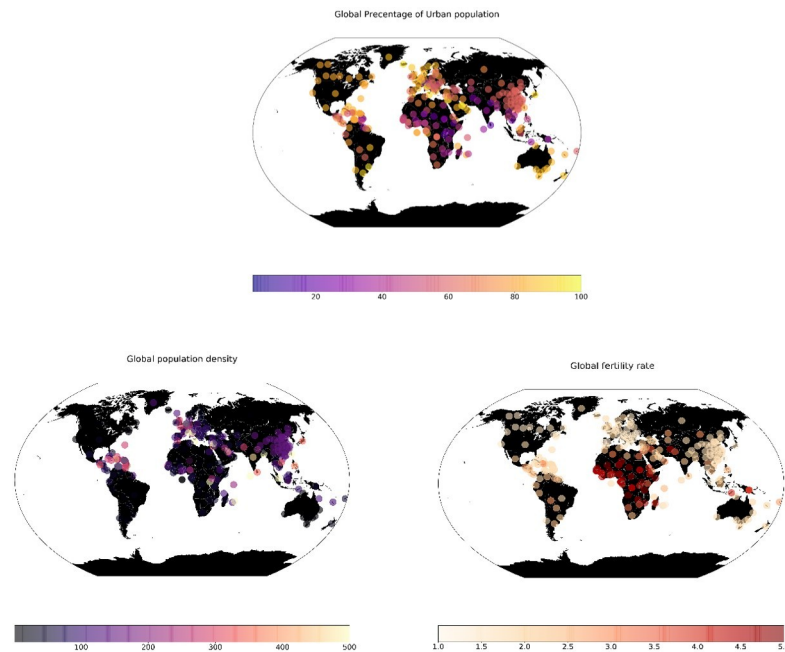 Global Precentage of Urban population
20 40 60 80 100
Global population density
100 200 300 400 500
Global fertility rate
1.0 1.5 2.0 2.5 3.0 3.5 4.0 4.5 5.